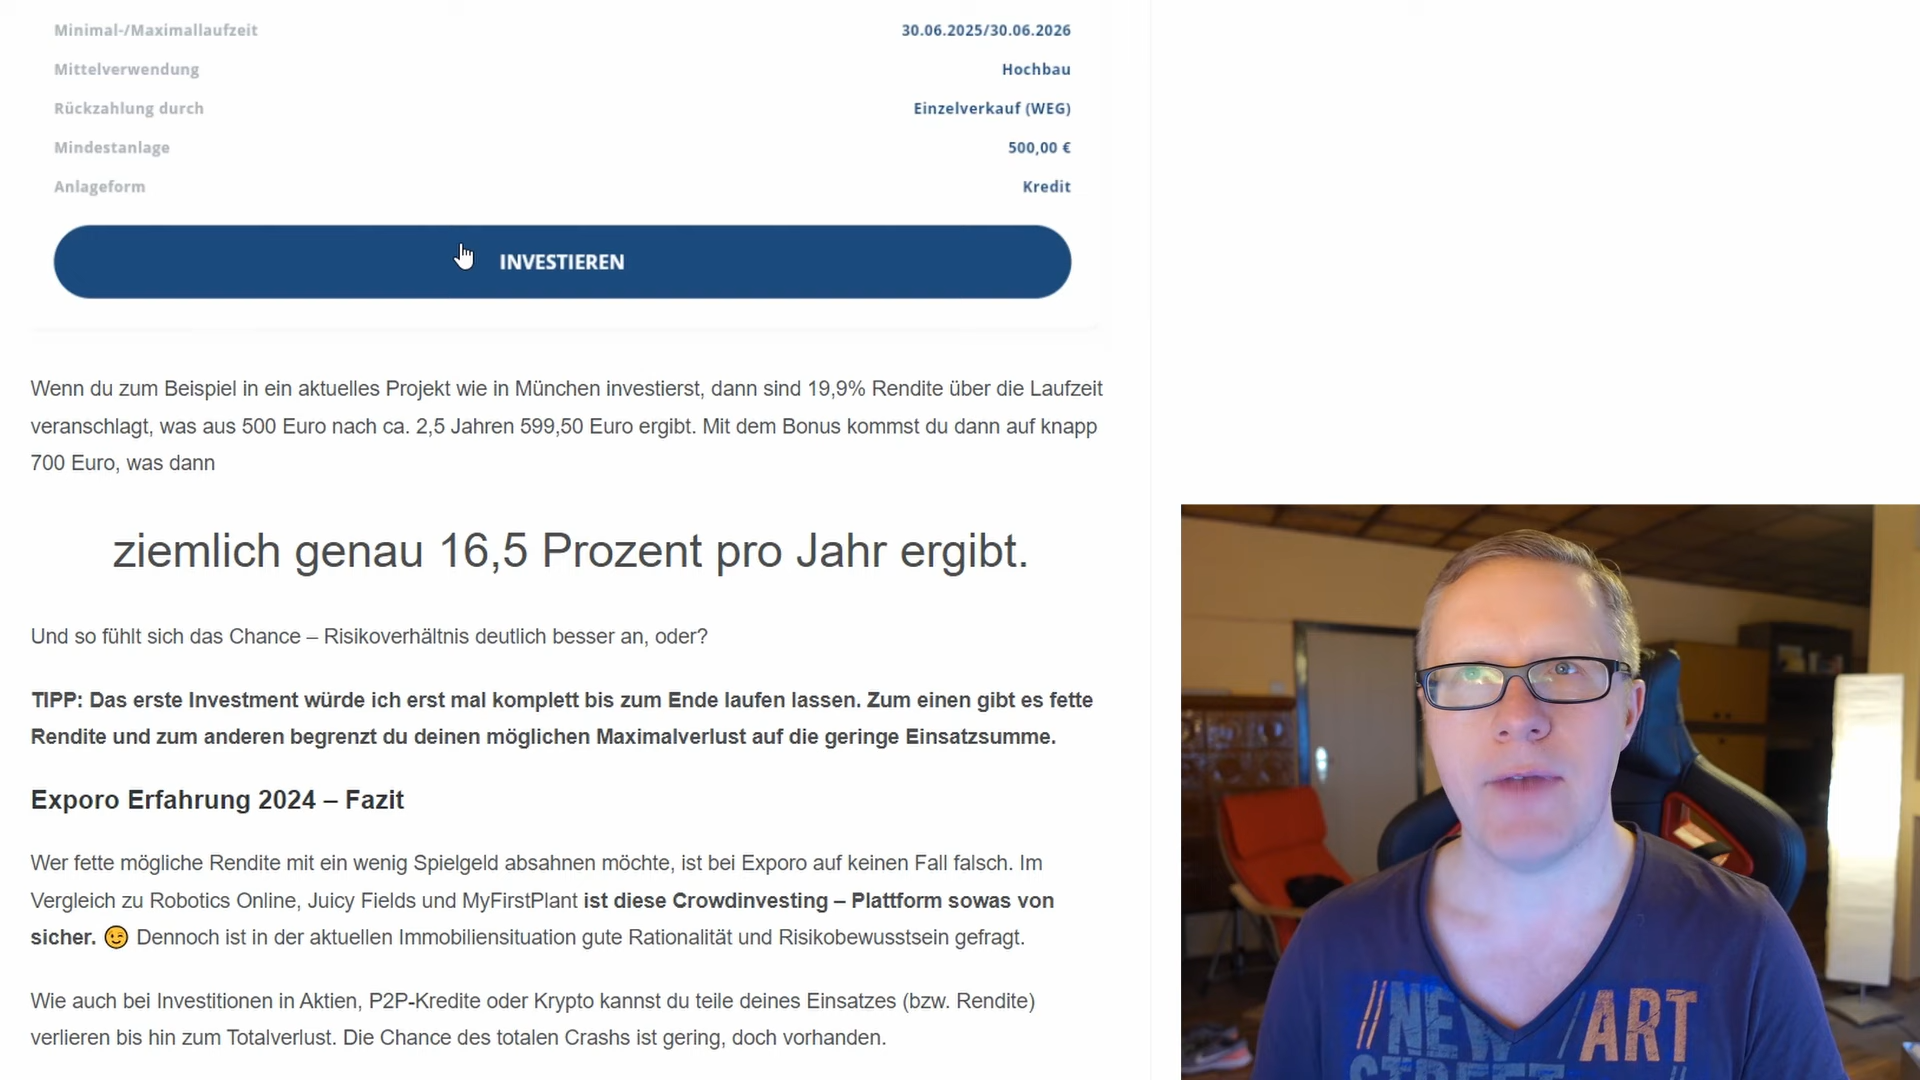 Minimal-/Maximallaufzeit 30.06.2025/30.06.2026
Mittelverwendung Hochbau
Rückzahlung durch Einzelverkauf (WEG)
Mindestanlage 500,00 €
Anlageform Kredit
INVESTIEREN
Wenn du zum Beispiel in ein aktuelles Projekt wie in München investierst, dann sind 19,9% Rendite über die Laufzeit
veranschlagt, was aus 500 Euro nach ca. 2,5 Jahren 599,50 Euro ergibt. Mit dem Bonus kommst du dann auf knapp
700 Euro, was dann
ziemlich genau 16,5 Prozent pro Jahr ergibt.
Und so fühlt sich das Chance – Risikoverhältnis deutlich besser an, oder?
TIPP: Das erste Investment würde ich erst mal komplett bis zum Ende laufen lassen. Zum einen gibt es fette
Rendite und zum anderen begrenzt du deinen möglichen Maximalverlust auf die geringe Einsatzsumme.
Exporo Erfahrung 2024 – Fazit
Wer fette mögliche Rendite mit ein wenig Spielgeld absahnen möchte, ist bei Exporo auf keinen Fall falsch. Im
Vergleich zu Robotics Online, Juicy Fields und MyFirstPlant ist diese Crowdinvesting – Plattform sowas von
sicher. 😉 Dennoch ist in der aktuellen Immobiliensituation gute Rationalität und Risikobewusstsein gefragt.
Wie auch bei Investitionen in Aktien, P2P-Kredite oder Krypto kannst du teile deines Einsatzes (bzw. Rendite)
verlieren bis hin zum Totalverlust. Die Chance des totalen Crashs ist gering, doch vorhanden.
//NEW /ART
STREET //